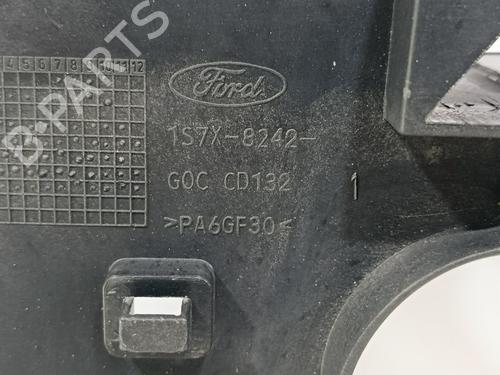 B-PARTS
4 5 6 7 8 9 10 11 12
Ford
1S7X-8242-
GOC CD132
1
>PA6GF30<